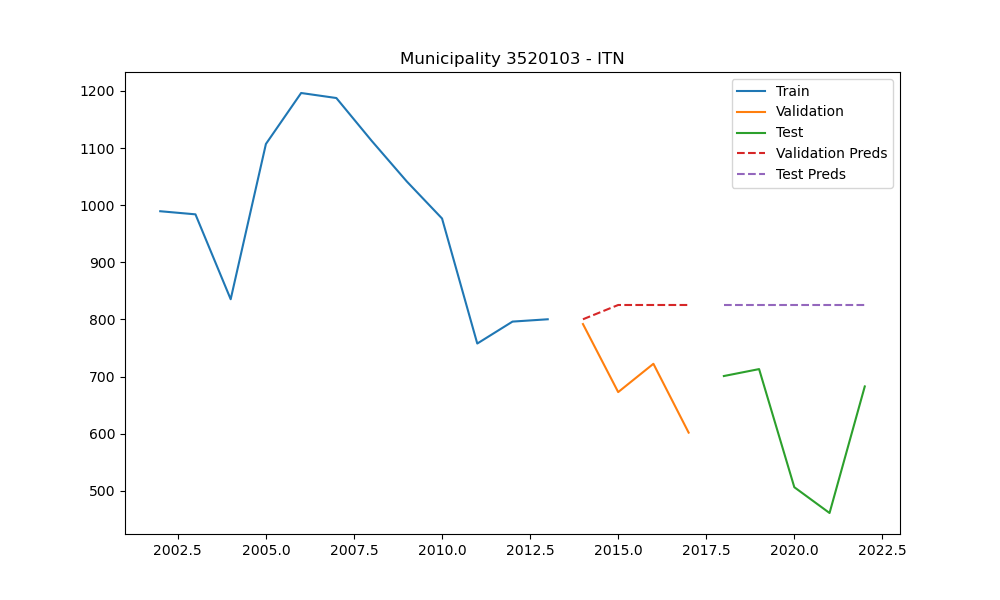 Municipality 3520103 - ITN
Train
Validation
Test
Validation Preds
Test Preds
1200
1100
1000
900
800
700
600
500
2002.5 2005.0 2007.5 2010.0 2012.5 2015.0 2017.5 2020.0 2022.5